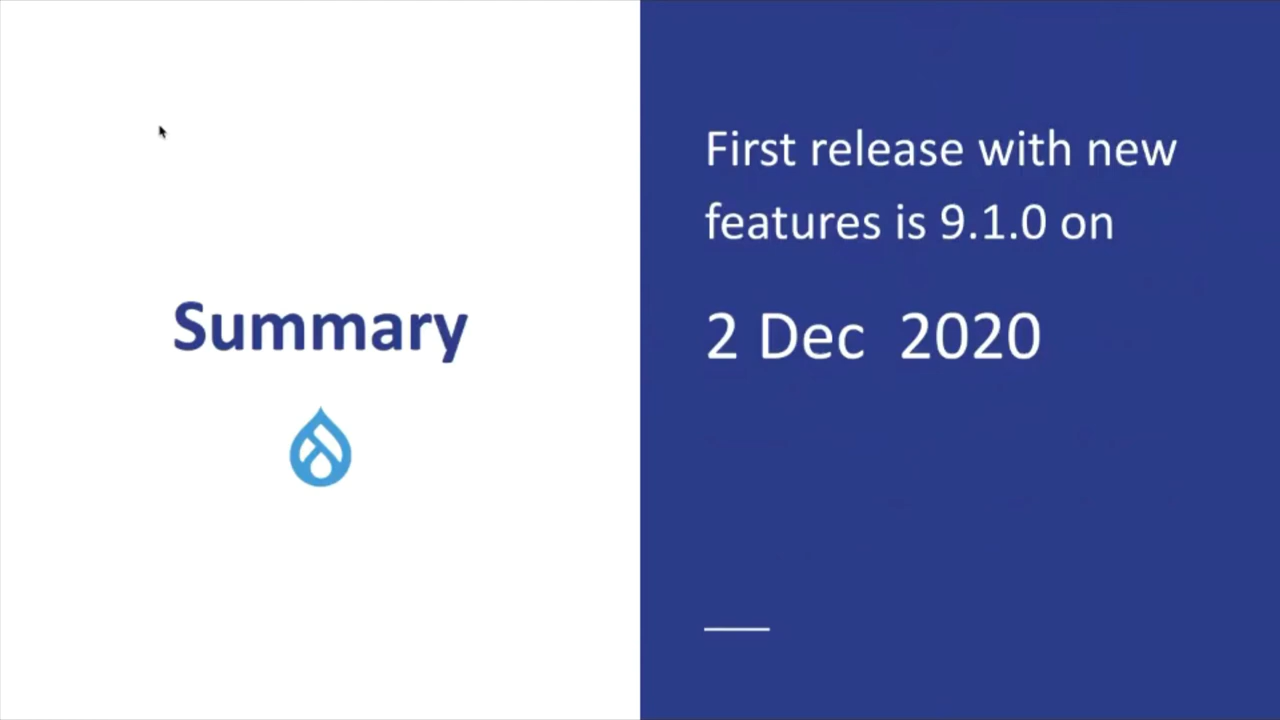 Summary
First release with new
features is 9.1.0 on
2 Dec 2020